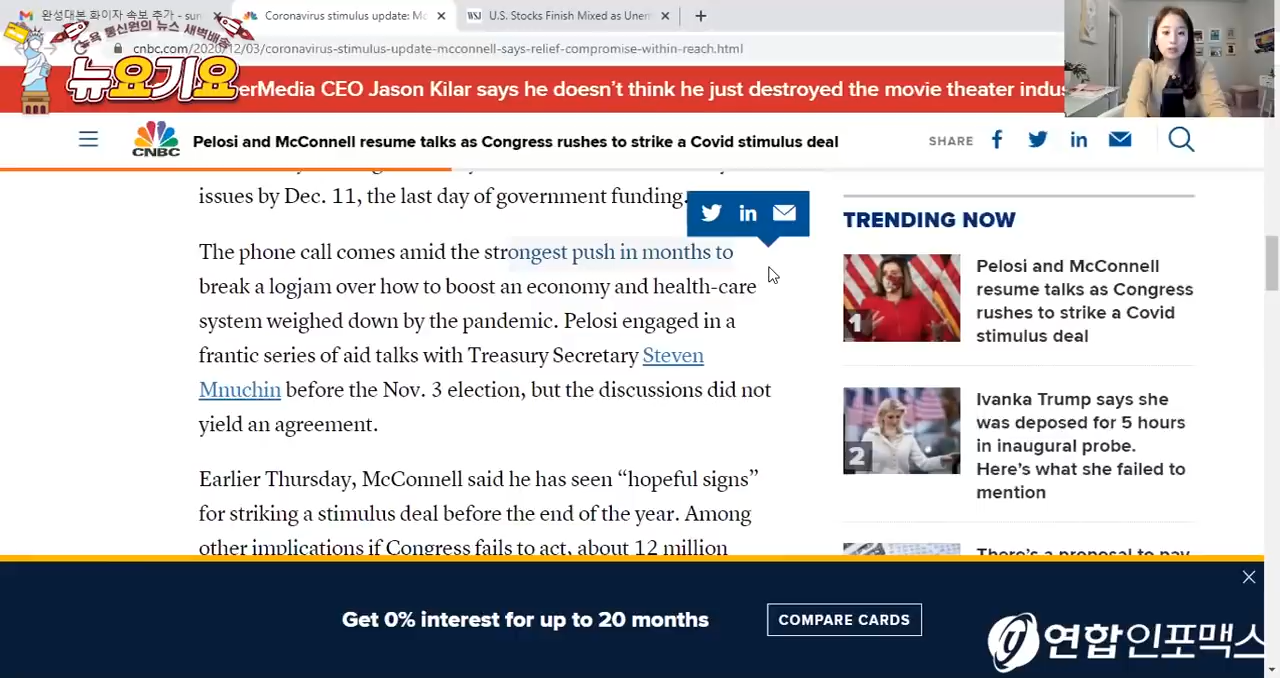 완성대본 화이자 속보 추가 - sun
Coronavirus stimulus update: Mc
WSJ U.S. Stocks Finish Mixed as Unem
cnbc.com/2020/12/03/coronavirus-stimulus-update-mcconnell-says-relief-compromise-within-reach.html
뉴욕 통신원의 뉴스 새벽배송
뉴요기요
erMedia CEO Jason Kilar says he doesn't think he just destroyed the movie theater indus
CNBC
Pelosi and McConnell resume talks as Congress rushes to strike a Covid stimulus deal
SHARE
issues by Dec. 11, the last day of government funding.
The phone call comes amid the strongest push in months to
break a logjam over how to boost an economy and health-care
system weighed down by the pandemic. Pelosi engaged in a
frantic series of aid talks with Treasury Secretary Steven
Mnuchin before the Nov. 3 election, but the discussions did not
yield an agreement.
Earlier Thursday, McConnell said he has seen “hopeful signs”
for striking a stimulus deal before the end of the year. Among
other implications if Congress fails to act, about 12 million
TRENDING NOW
1
Pelosi and McConnell
resume talks as Congress
rushes to strike a Covid
stimulus deal
2
Ivanka Trump says she
was deposed for 5 hours
in inaugural probe.
Here's what she failed to
mention
There's a proposal to pay
Get 0% interest for up to 20 months
COMPARE CARDS
연합인포맥스